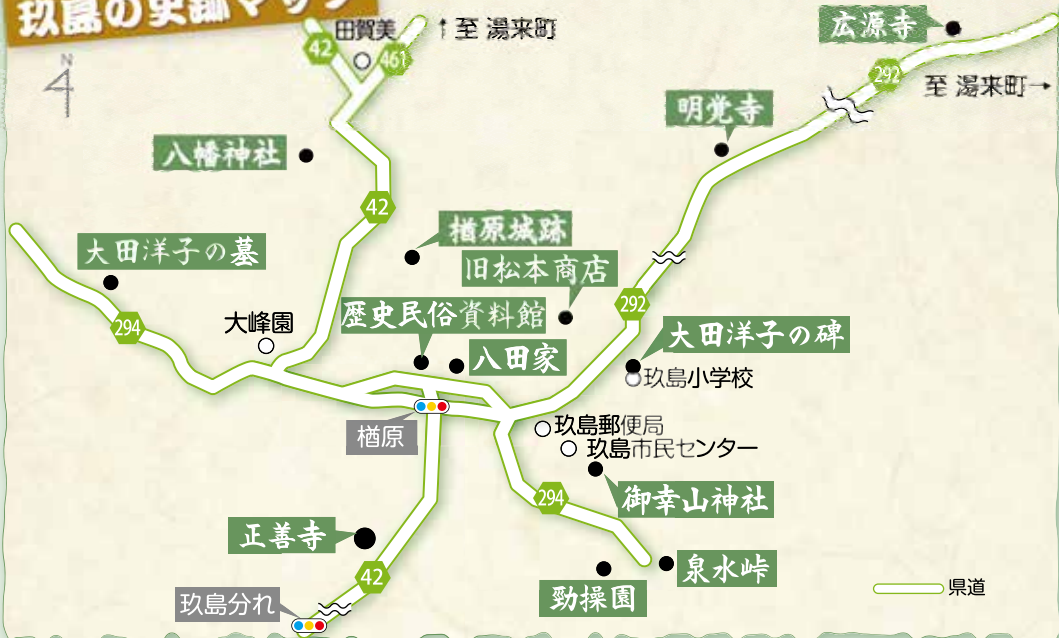 玖島の史跡マップ
田賀美
↑至 湯来町
広源寺
42
461
N
292
至 湯来町→
明覚寺
八幡神社
42
楢原城跡
大田洋子の墓
旧松本商店
292
歴史民俗資料館
294
大峰園
大田洋子の碑
八田家
玖島小学校
楢原
玖島郵便局
玖島市民センター
294
御幸山神社
正善寺
泉水峠
42
勁操園
県道
玖島分れ